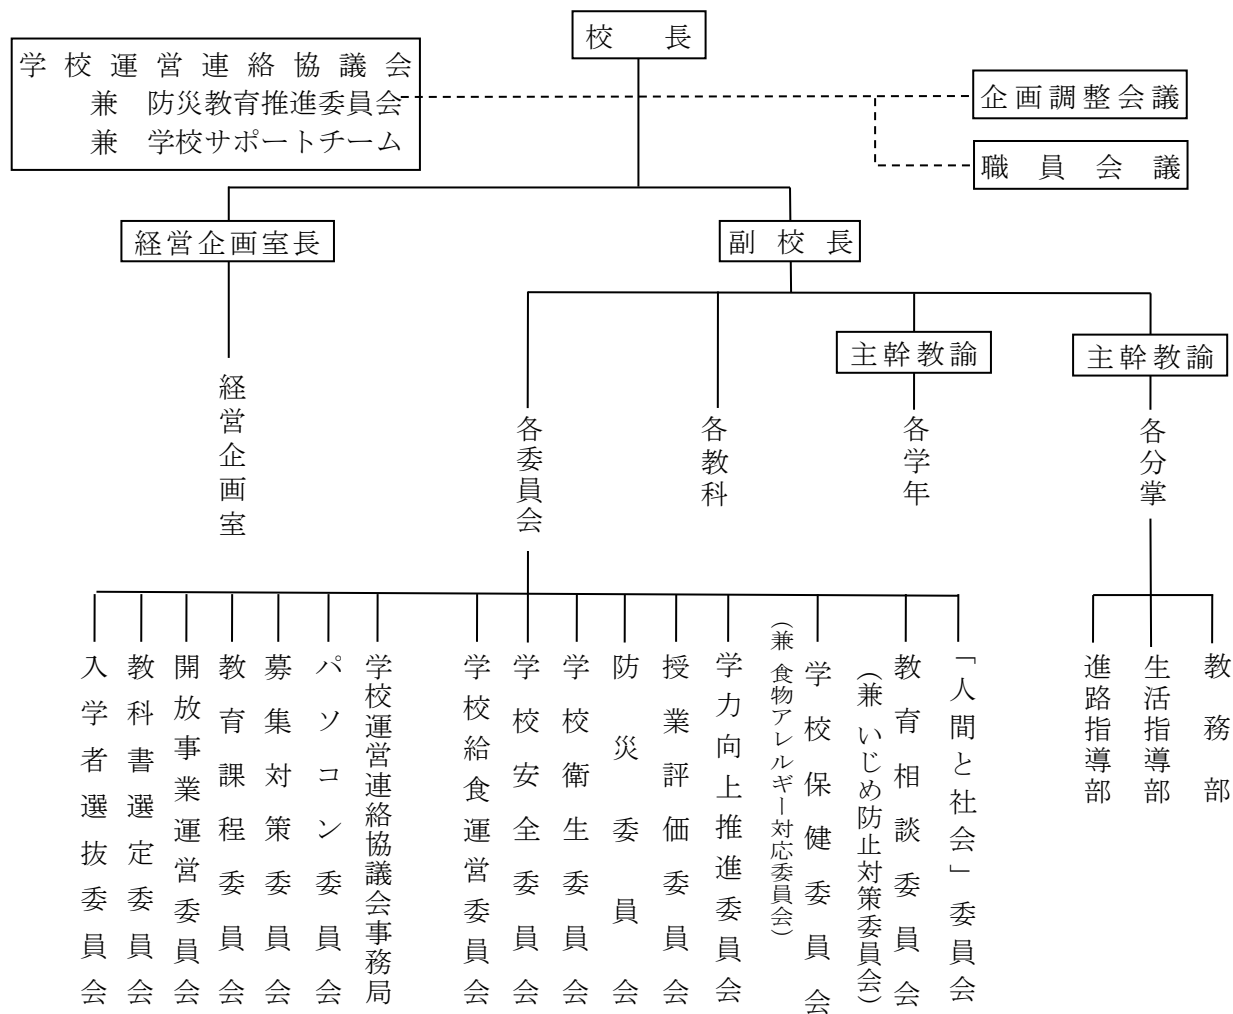 校長
学校運営連絡協議会
兼 防災教育推進委員会
兼 学校サポートチーム
企画調整会議
職員会議
経営企画室長
副校長
主幹教諭
主幹教諭
経営企画室
各委員会
各教科
各学年
各分掌
入学者選抜委員会
教科書選定委員会
開放事業運営委員会
教育課程委員会
募集対策委員会
パソコン委員会
学校運営連絡協議会事務局
学校給食運営委員会
学校安全委員会
学校衛生委員会
防災委員会
授業評価委員会
学力向上推進委員会
学校保健委員会
(兼 食物アレルギー対応委員会)
教育相談委員会
(兼 いじめ防止対策委員会)
「人間と社会」委員会
進路指導部
生活指導部
教務部